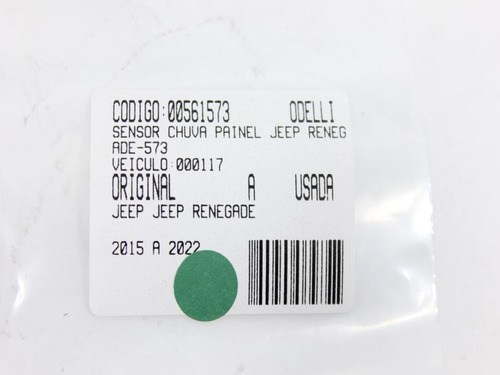 CODIGO:00561573 ODELLI
SENSOR CHUVA PAINEL JEEP RENEG
ADE-573
VEICULO:000117
ORIGINAL A USADA
JEEP JEEP RENEGADE
2015 A 2022